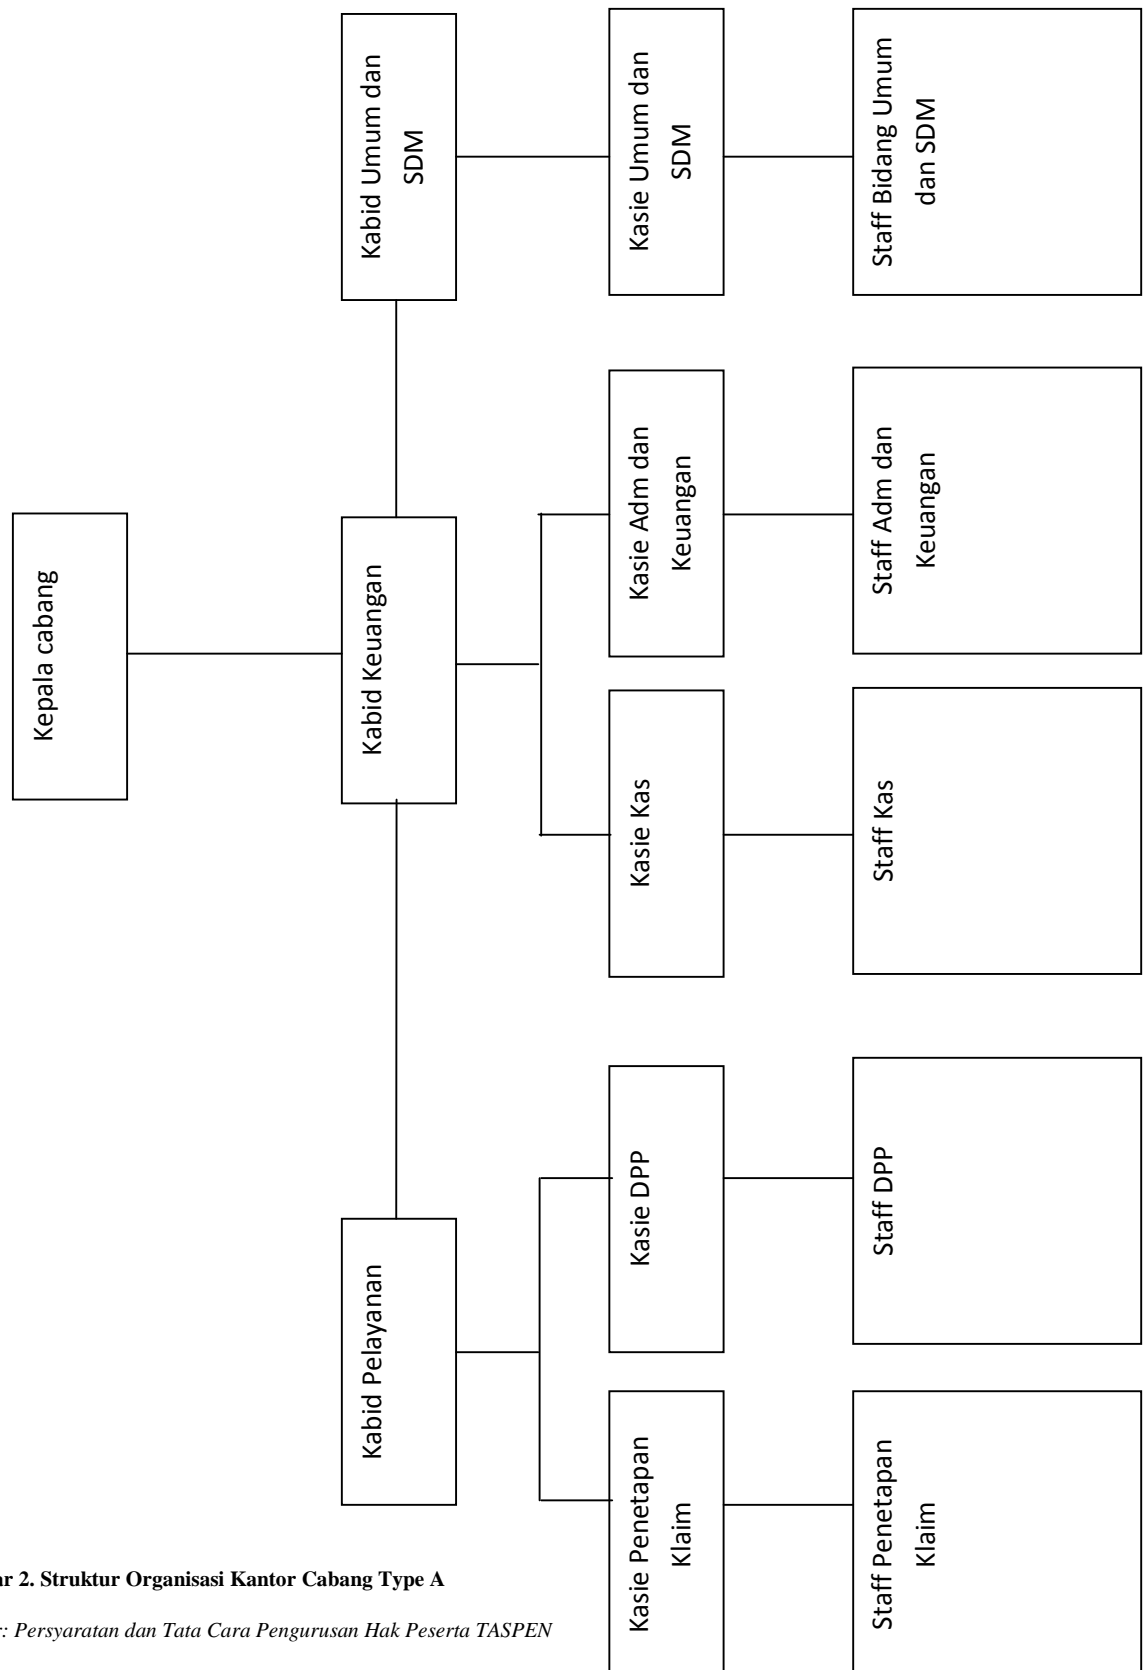 Kepala cabang
Kabid Pelayanan
Kabid Keuangan
Kabid Umum dan
SDM
Kasie Penetapan
Klaim
Kasie DPP
Kasie Kas
Kasie Adm dan
Keuangan
Kasie Umum dan
SDM
Staff Penetapan
Klaim
Staff DPP
Staff Kas
Staff Adm dan
Keuangan
Staff Bidang Umum
dan SDM
r 2. Struktur Organisasi Kantor Cabang Type A
: Persyaratan dan Tata Cara Pengurusan Hak Peserta TASPEN